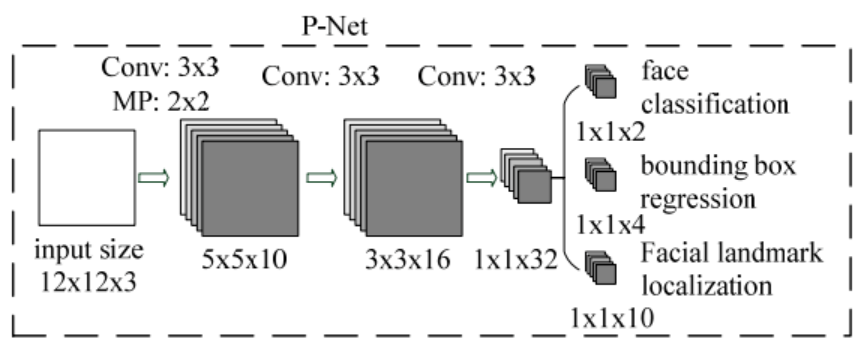 P-Net
Conv: 3x3
MP: 2x2
Conv: 3x3
Conv: 3x3
input size
12x12x3
5x5x10
3x3x16
1x1x32
face
classification
1x1x2
bounding box
regression
1x1x4
Facial landmark
localization
1x1x10